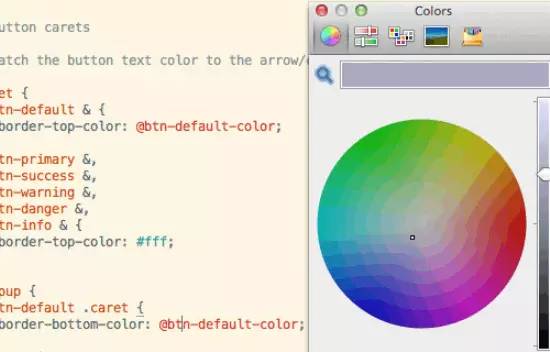 utton carets
atch the button text color to the arrow/
et {
tn-default & {
border-top-color: @btn-default-color;
tn-primary &,
tn-success &,
tn-warning &,
tn-danger &,
tn-info & {
border-top-color: #fff;
oup {
tn-default .caret {
border-bottom-color: @btn-default-color;
Colors